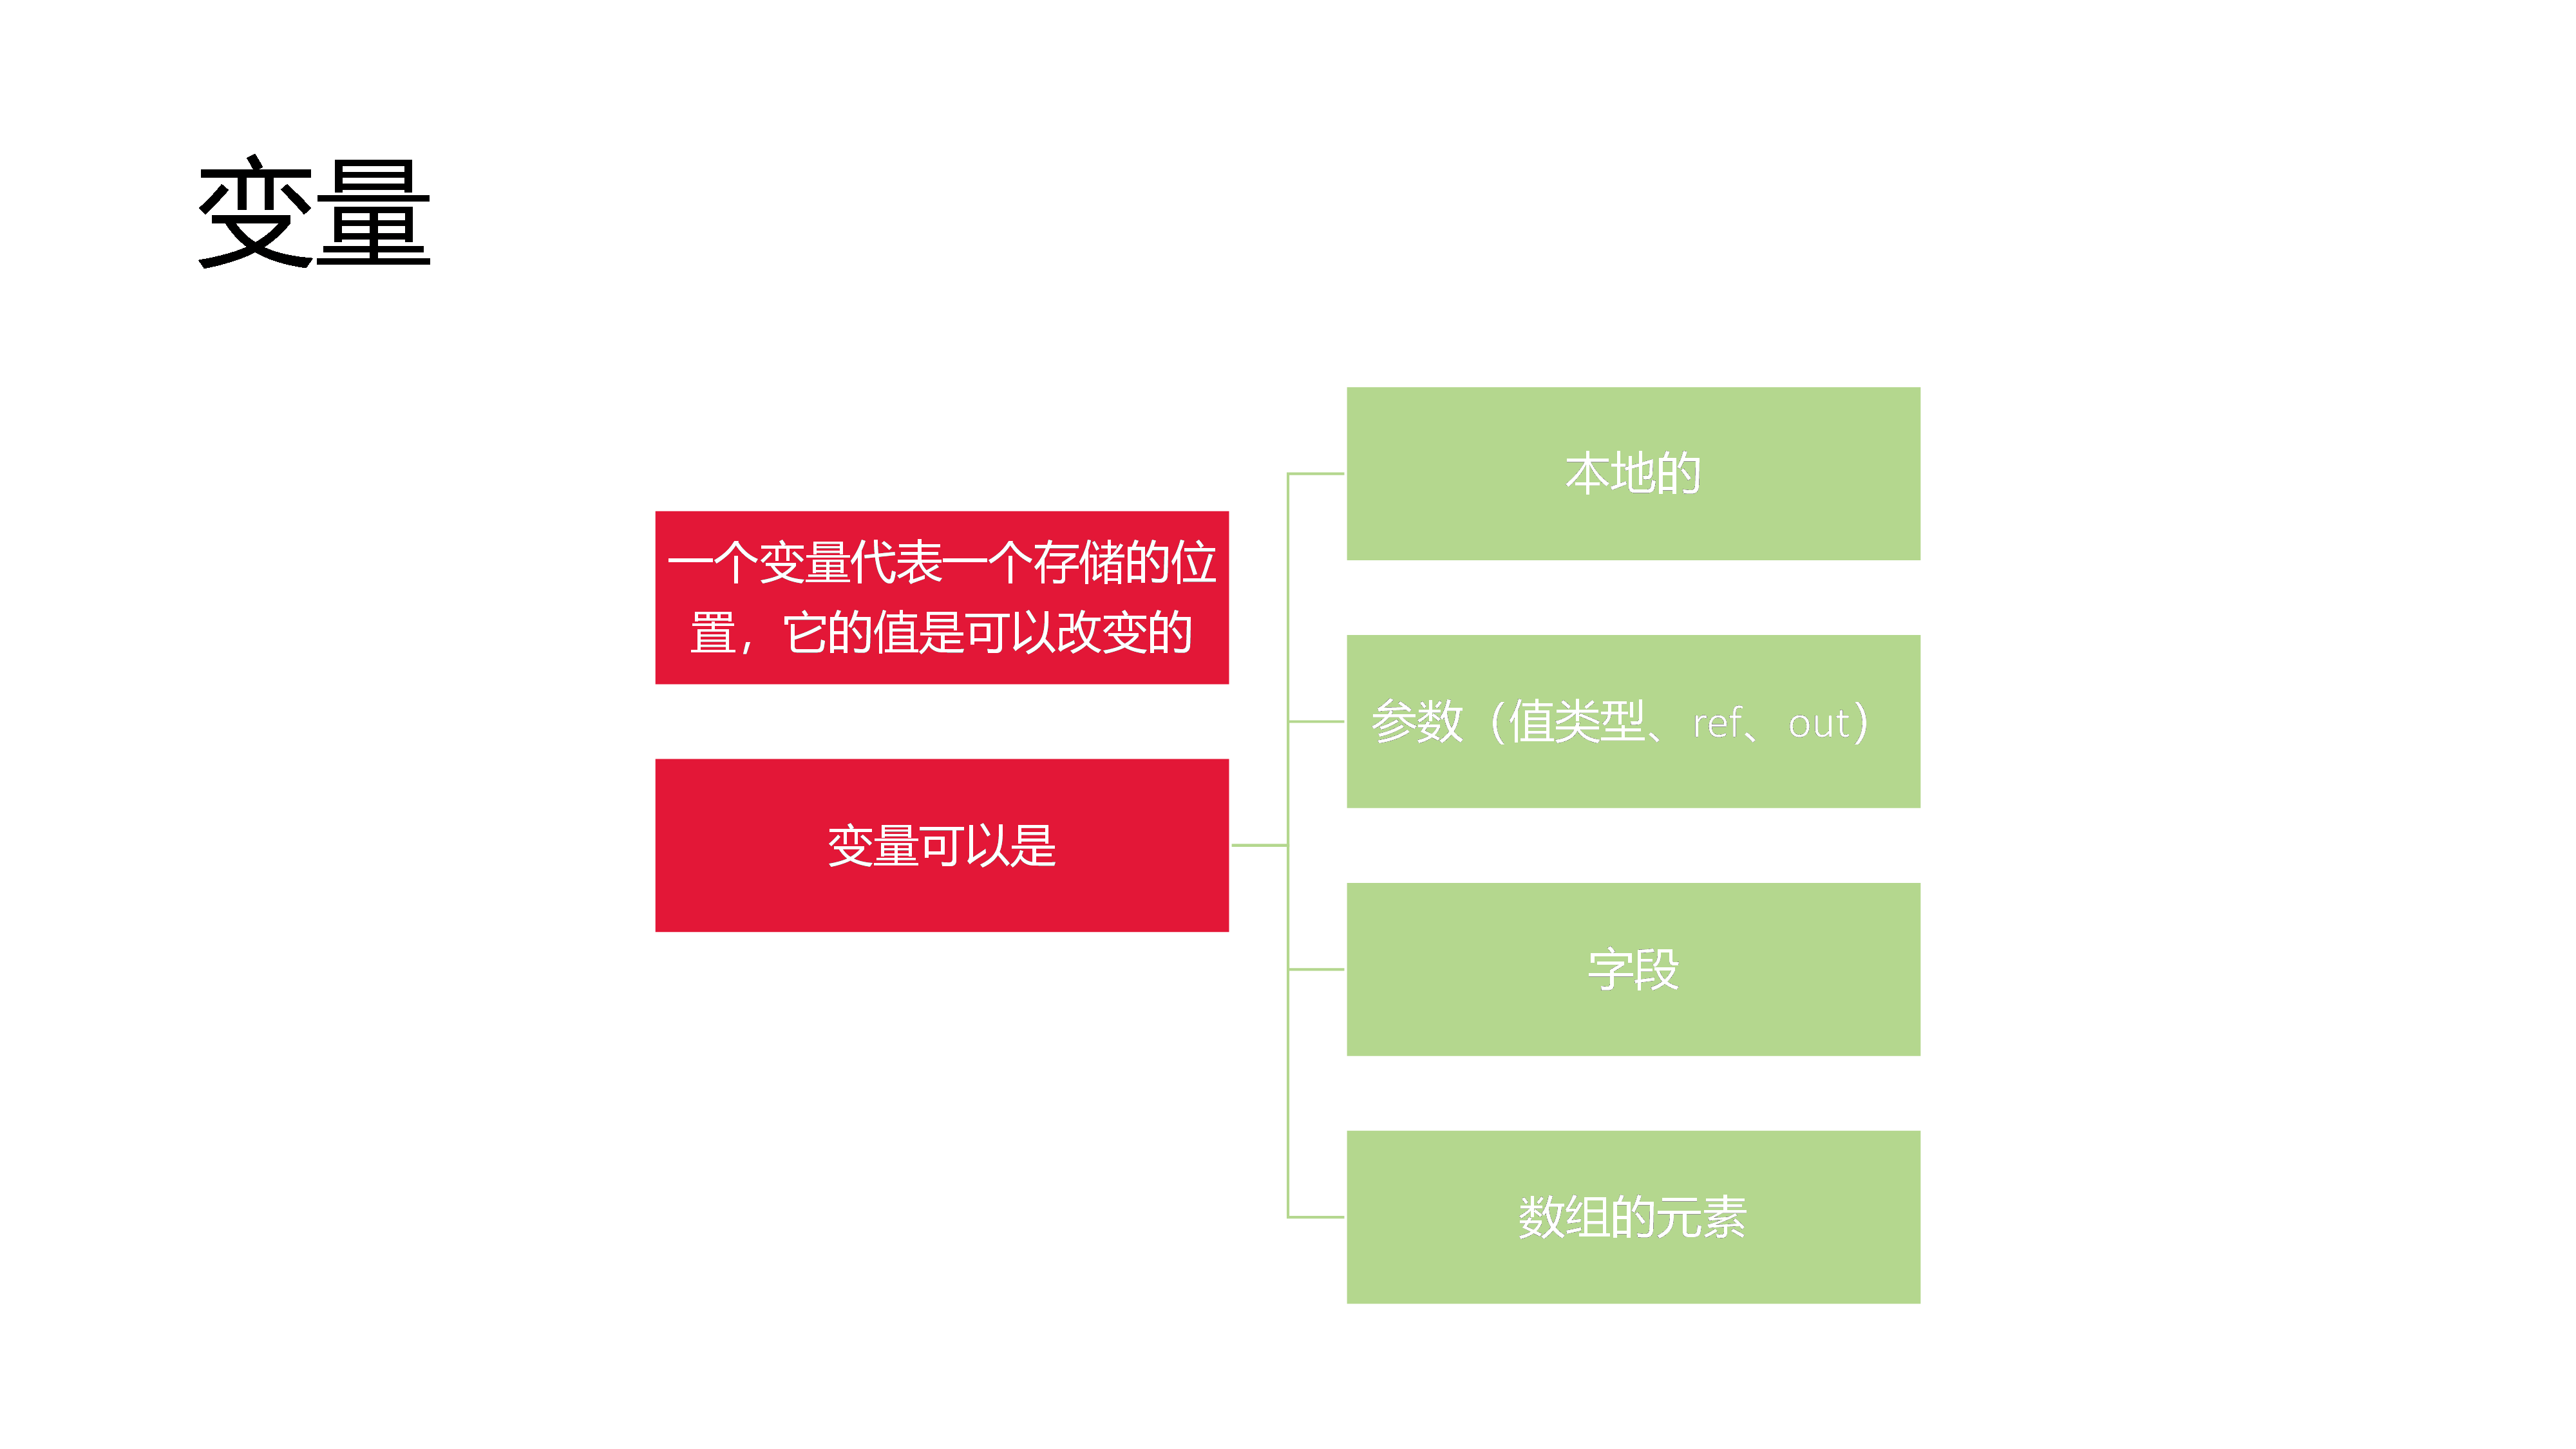 变量
一个变量代表一个存储的位
置，它的值是可以改变的
变量可以是
本地的
参数（值类型、ref、out）
字段
数组的元素